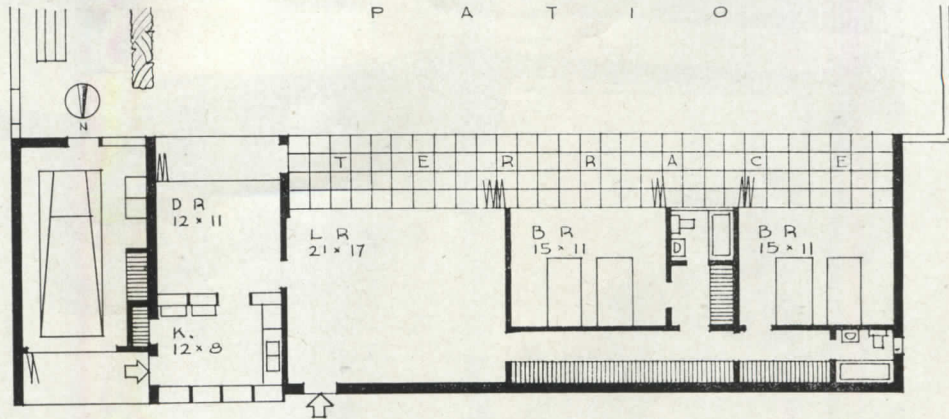 P A T I O
N
T E R R A C E
D R
12 x 11
L R
21 x 17
B R
15 x 11
D
B R
15 x 11
K.
12 x 8